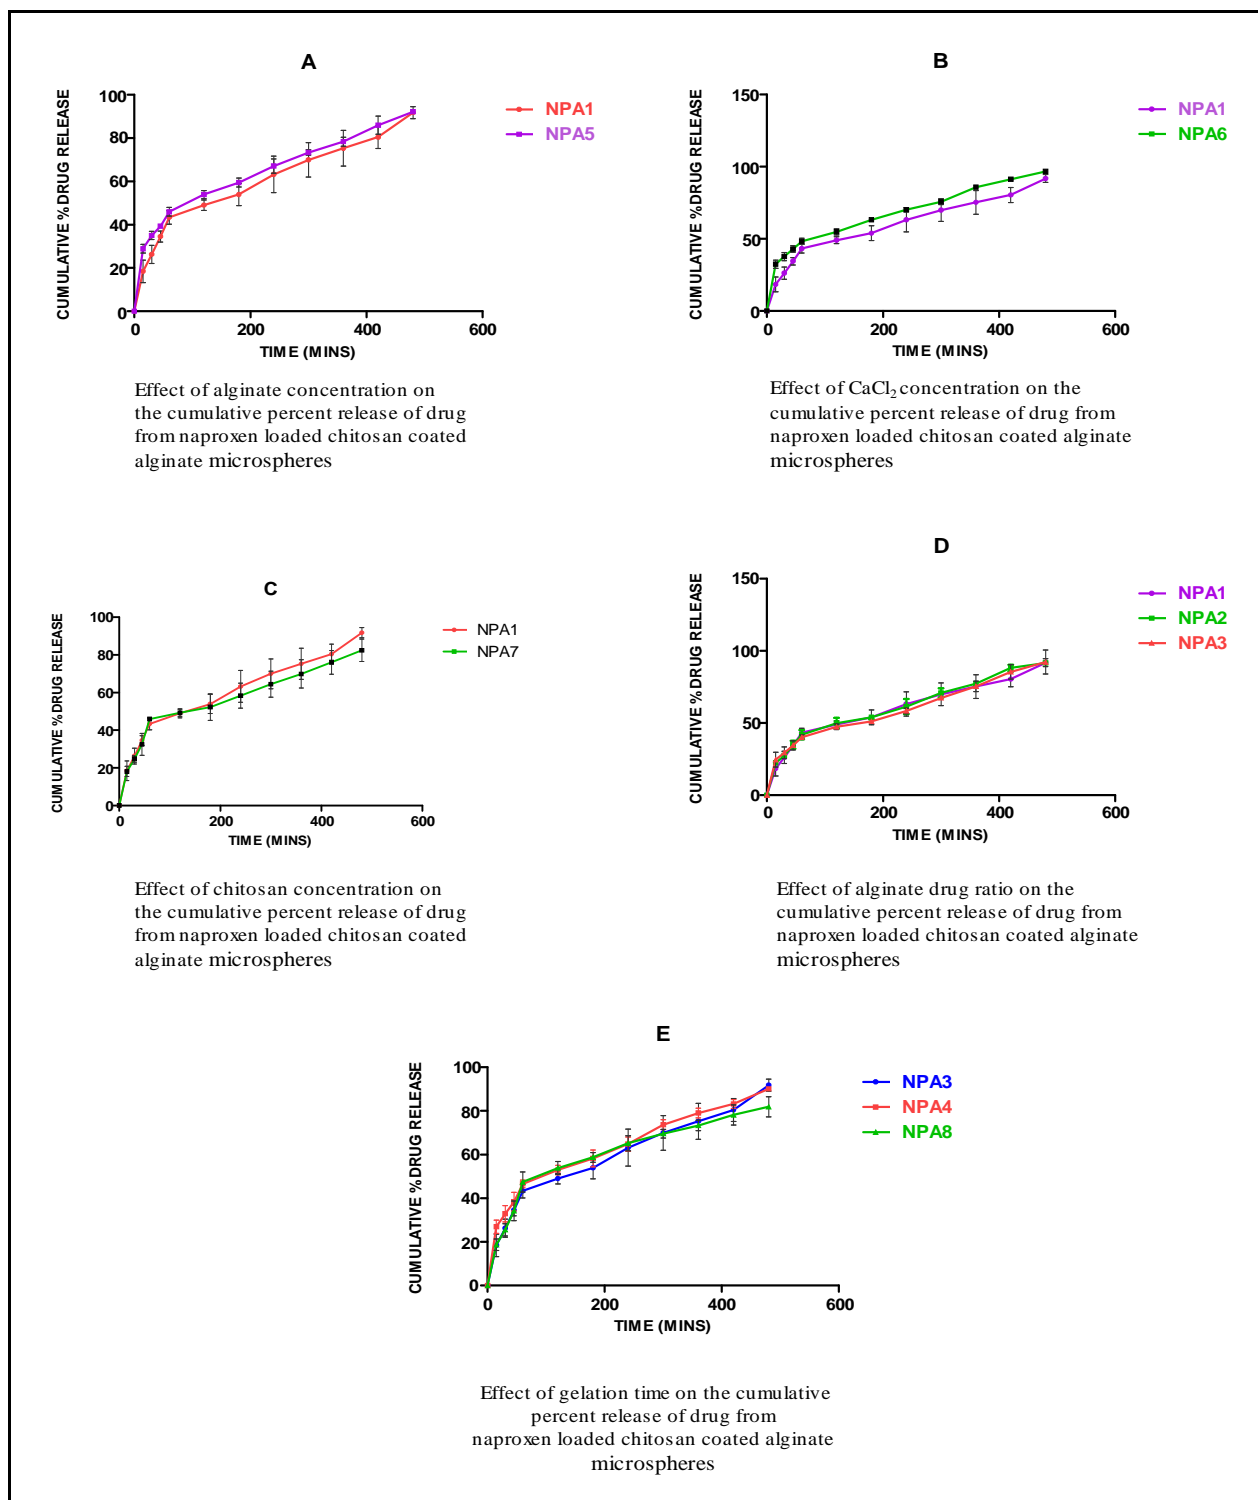 A
CUMULATIVE %DRUG RELEASE
100
80
60
40
20
0
0
200
400
600
TIME (MINS)
NPA1
NPA5
Effect of alginate concentration on
the cumulative percent release of drug
from naproxen loaded chitosan coated
alginate microspheres
B
CUMULATIVE %DRUG RELEASE
150
100
50
0
0
200
400
600
TIME (MINS)
NPA1
NPA6
Effect of CaCl₂ concentration on the
cumulative percent release of drug from
naproxen loaded chitosan coated alginate
microspheres
C
CUMULATIVE %DRUG RELEASE
100
80
60
40
20
0
0
200
400
600
TIME (MINS)
NPA1
NPA7
Effect of chitosan concentration on
the cumulative percent release of drug
from naproxen loaded chitosan coated
alginate microspheres
D
CUMULATIVE %DRUG RELEASE
150
100
50
0
0
200
400
600
TIME (MINS)
NPA1
NPA2
NPA3
Effect of alginate drug ratio on the
cumulative percent release of drug from
naproxen loaded chitosan coated alginate
microspheres
E
CUMULATIVE %DRUG RELEASE
100
80
60
40
20
0
0
200
400
600
TIME (MINS)
NPA3
NPA4
NPA8
Effect of gelation time on the cumulative
percent release of drug from
naproxen loaded chitosan coated alginate
microspheres